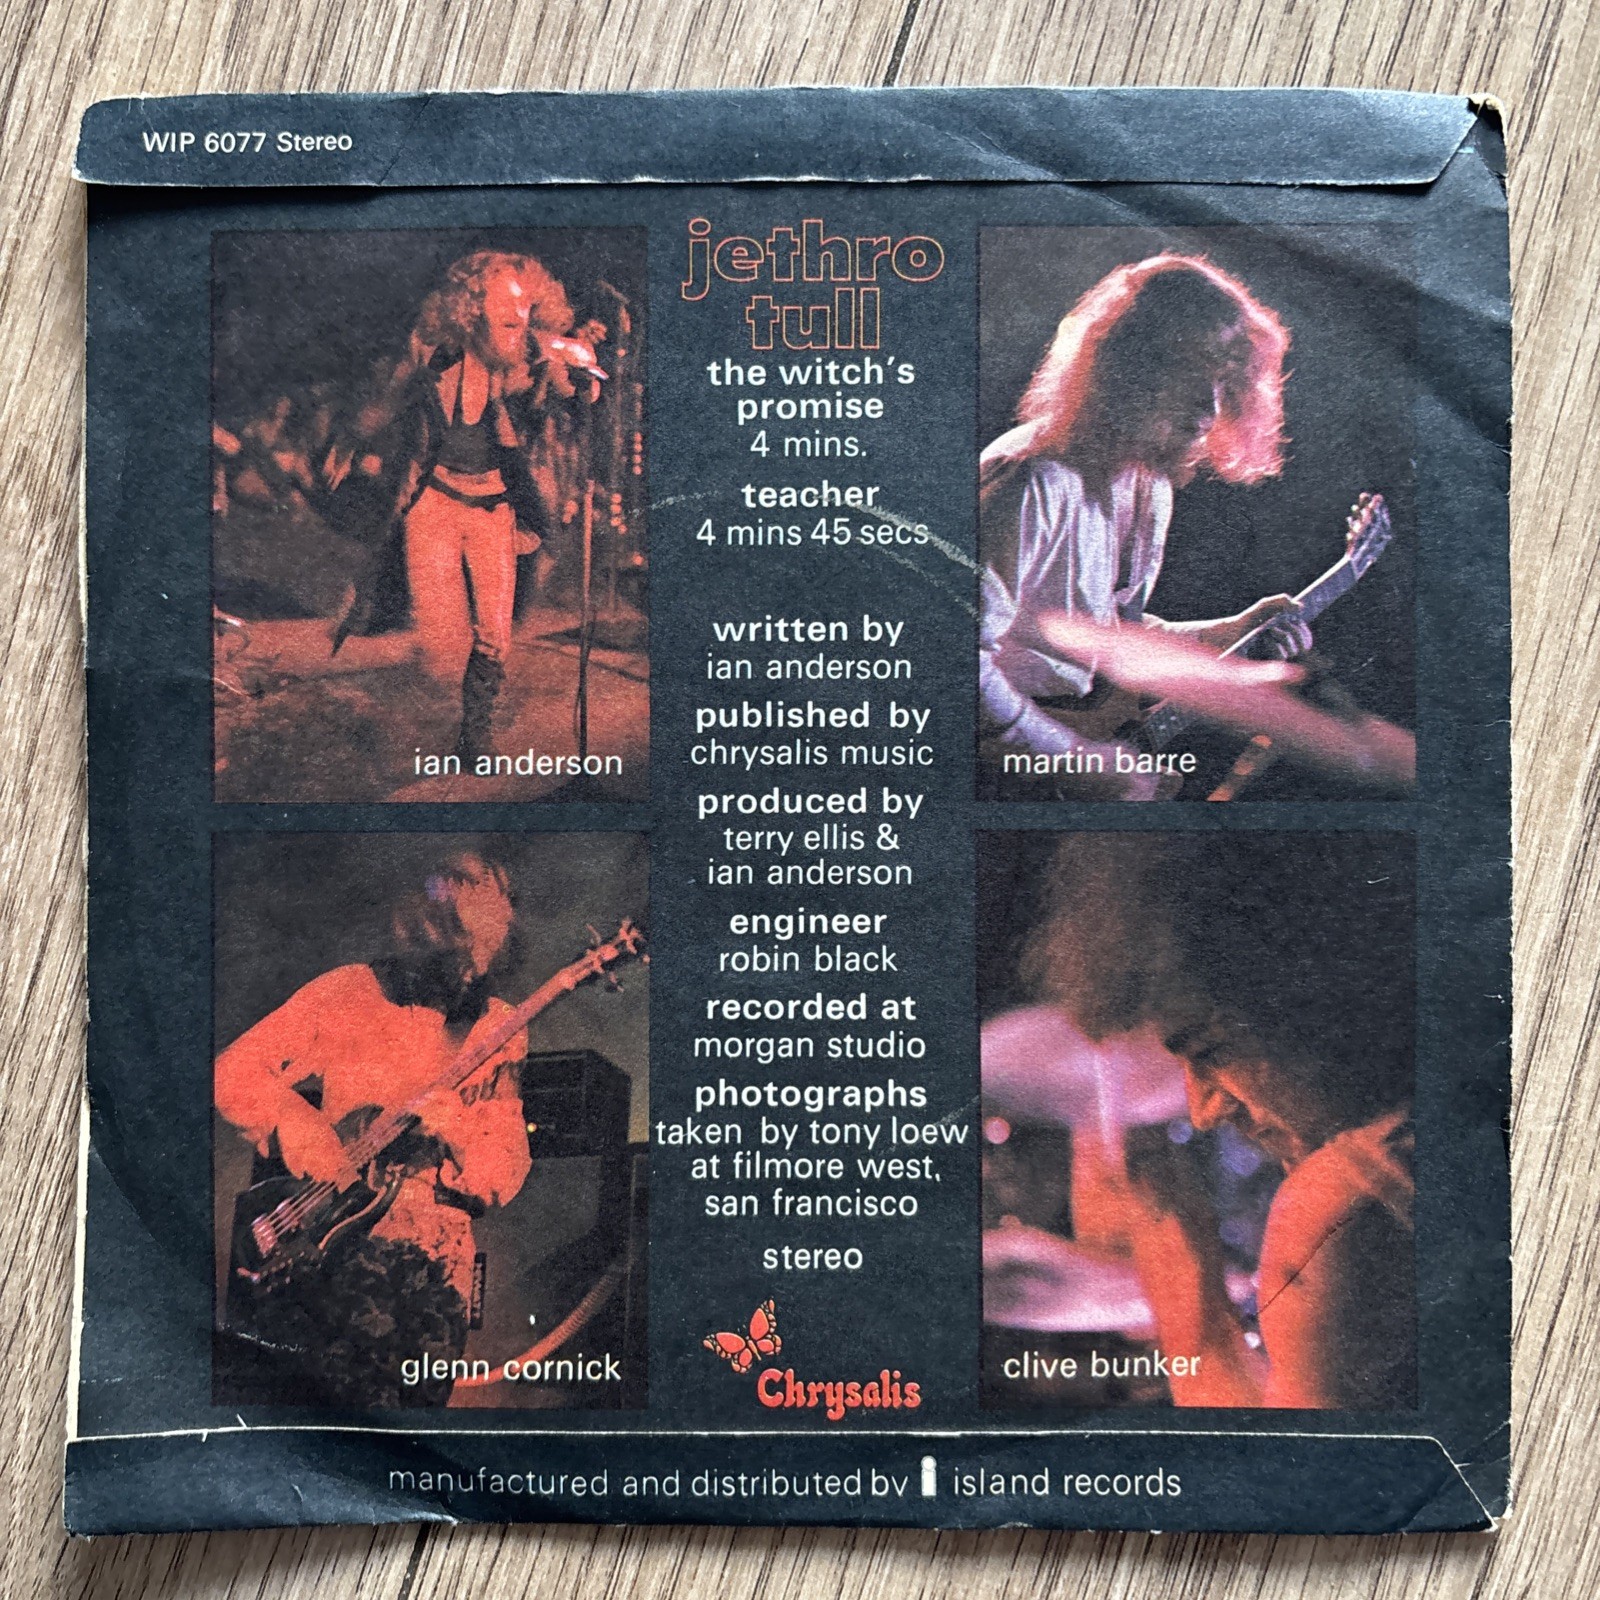 WIP 6077 Stereo
jethro
tull
the witch's
promise
4 mins.
teacher
4 mins 45 secs
written by
ian anderson
published by
chrysalis music
produced by
terry ellis &
ian anderson
engineer
robin black
recorded at
morgan studio
photographs
taken by tony loew
at filmore west,
san francisco
stereo
Chrysalis
ian anderson
martin barre
glenn cornick
clive bunker
manufactured and distributed by i island records